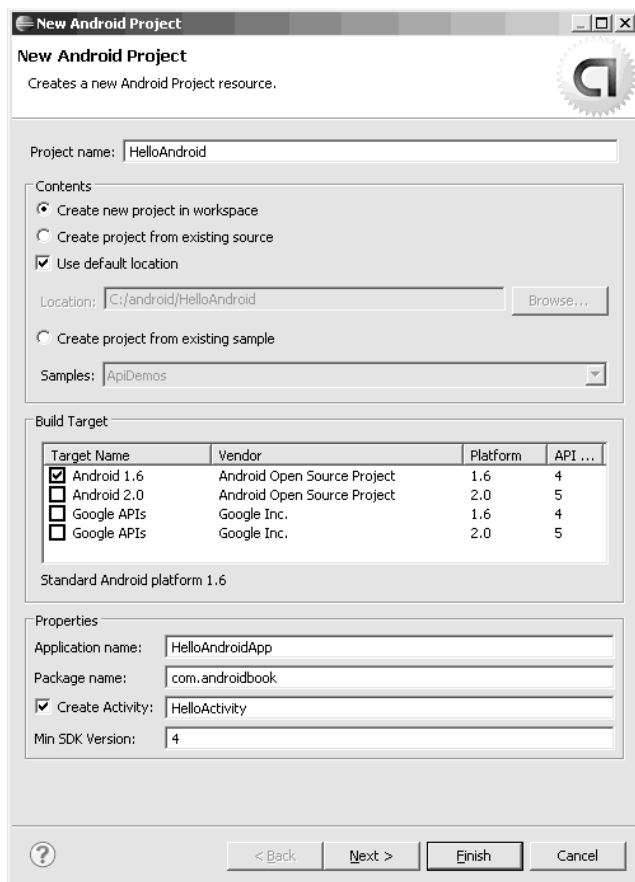 New Android Project
New Android Project
Creates a new Android Project resource.
Project name: HelloAndroid
Contents
Create new project in workspace
Create project from existing source
Use default location
Location: C:/android/HelloAndroid Browse...
Create project from existing sample
Samples: ApiDemos
Build Target
Target Name Vendor Platform API ...
Android 1.6 Android Open Source Project 1.6 4
Android 2.0 Android Open Source Project 2.0 5
Google APIs Google Inc. 1.6 4
Google APIs Google Inc. 2.0 5
Standard Android platform 1.6
Properties
Application name: HelloAndroidApp
Package name: com.androidbook
Create Activity: HelloActivity
Min SDK Version: 4
? < Back Next > Finish Cancel